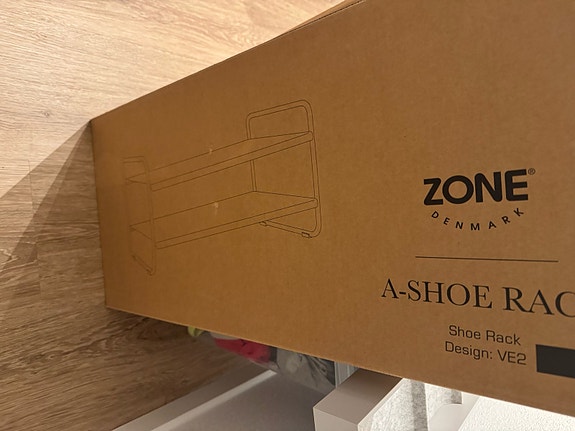 ZONE®
DENMARK
A-SHOE RAC
Shoe Rack
Design: VE2